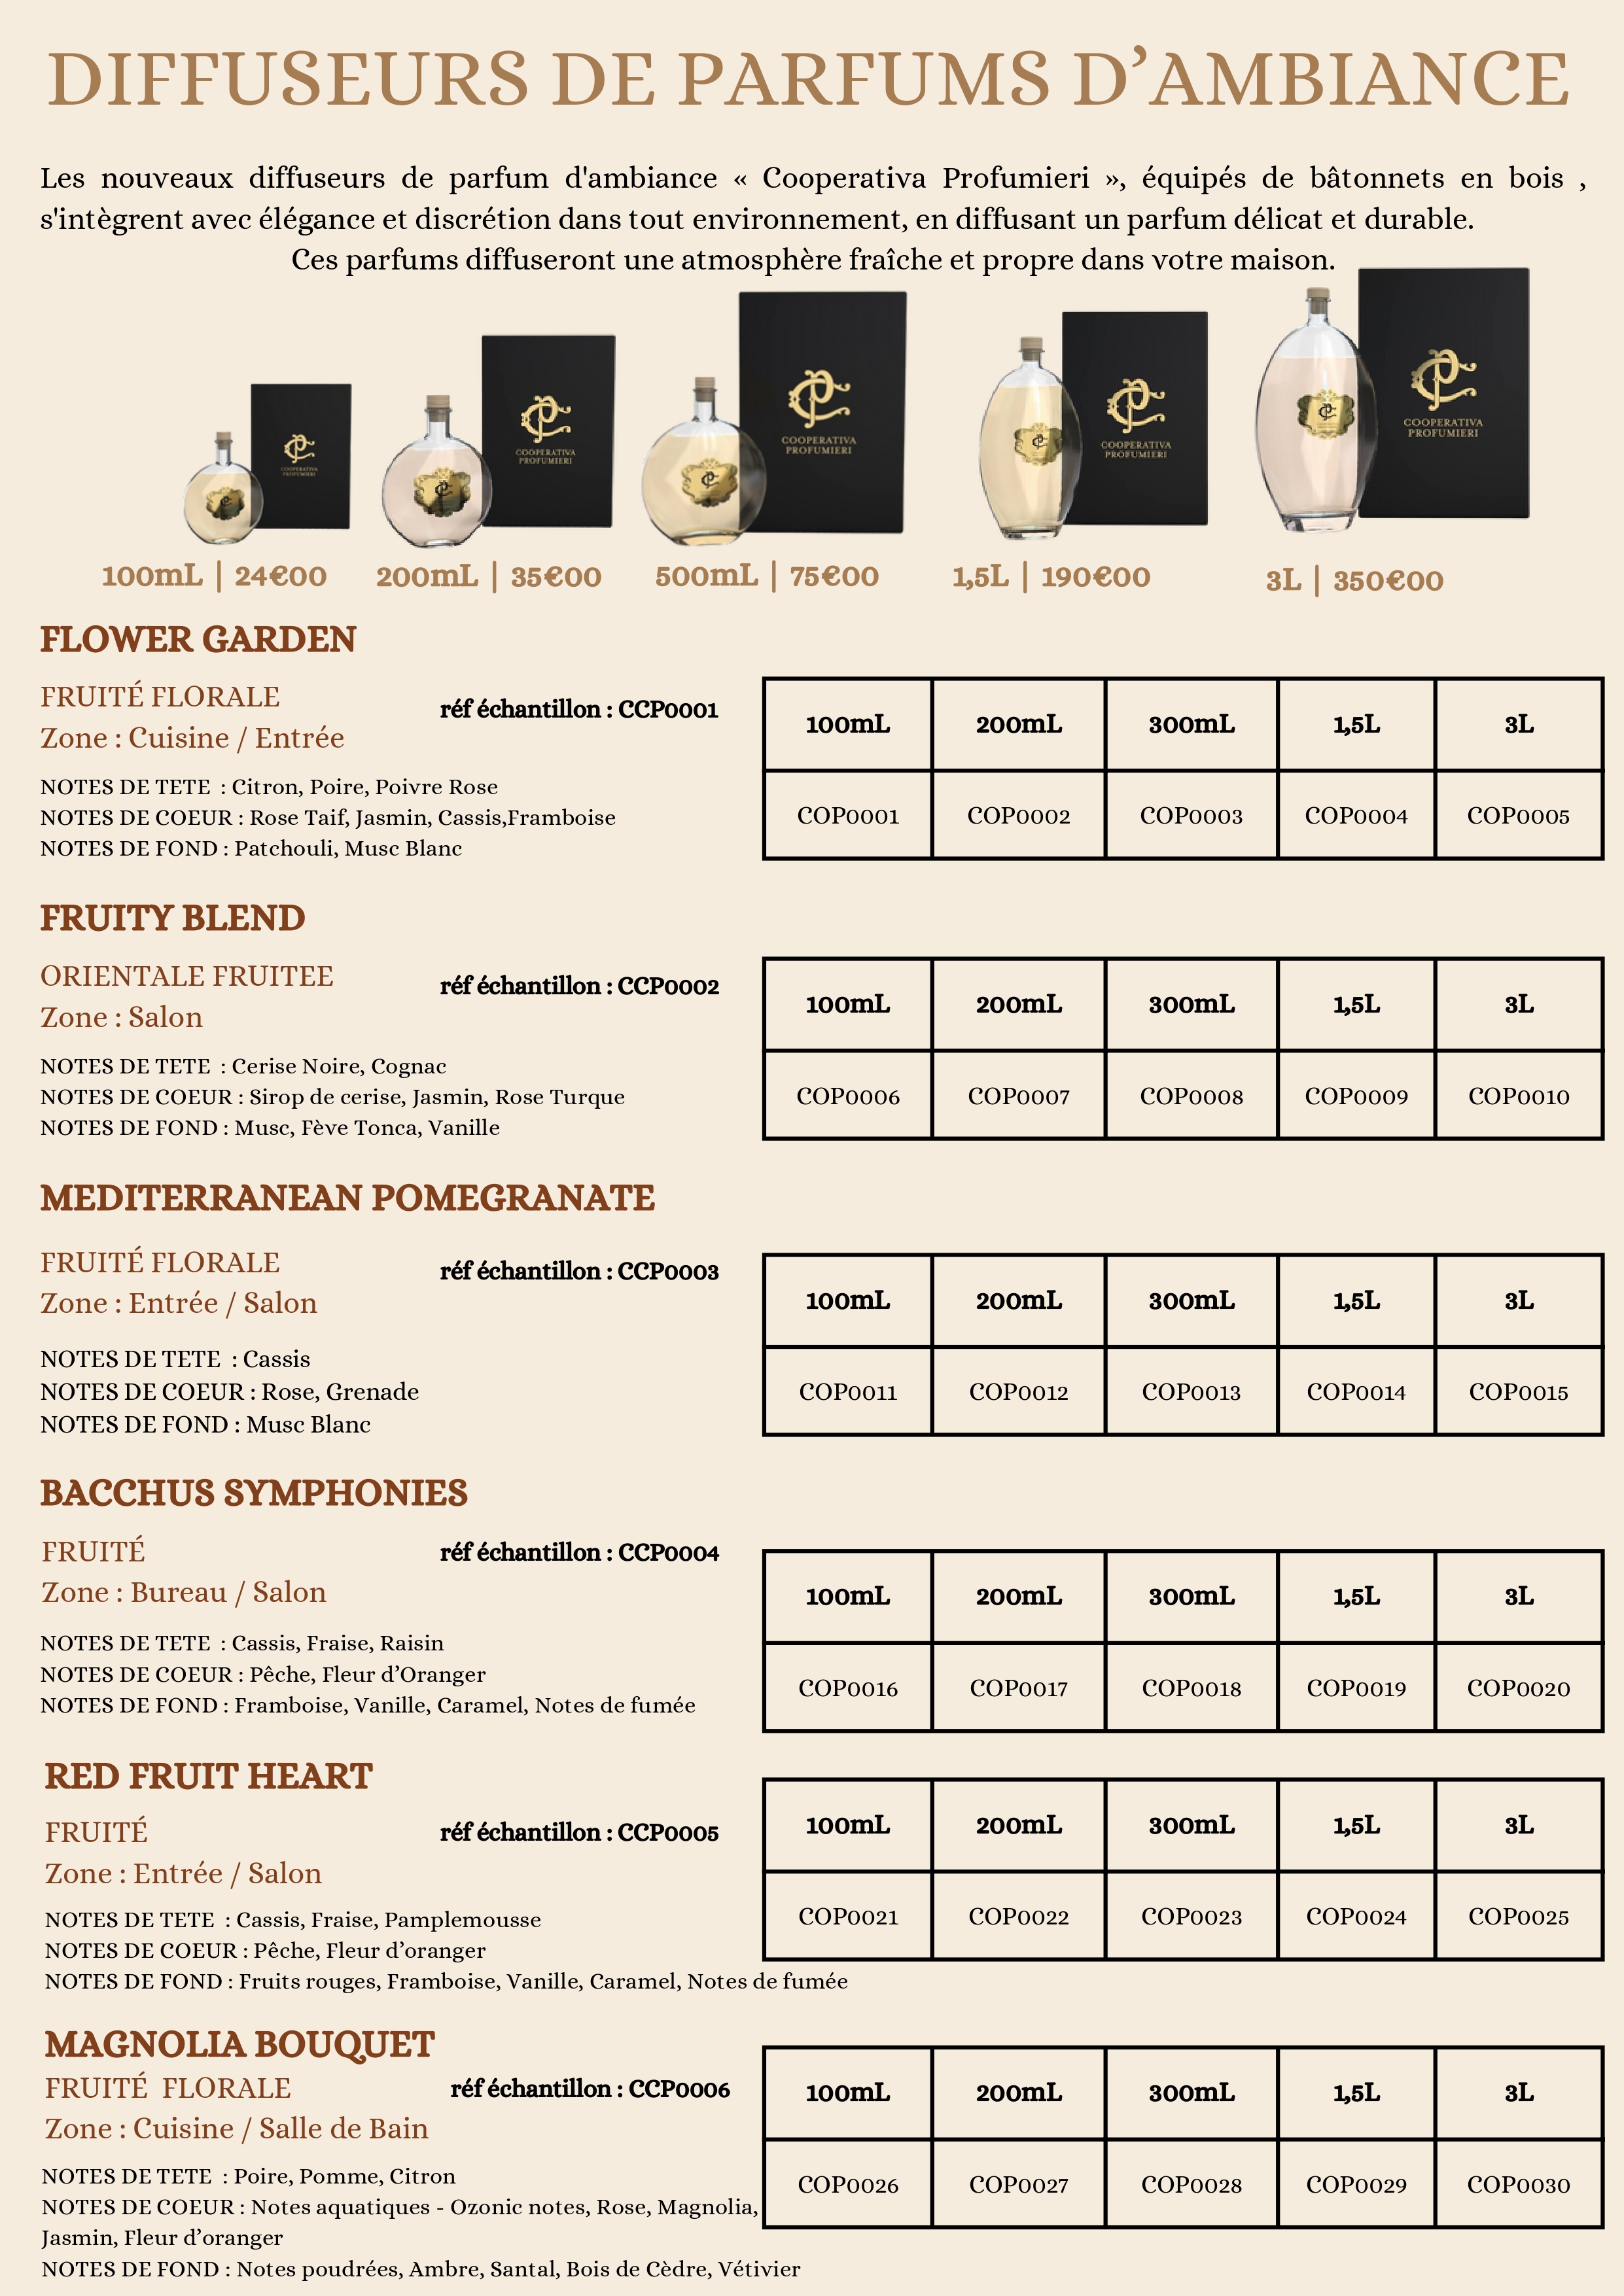 DIFFUSEURS DE PARFUMS D’AMBIANCE
Les nouveaux diffuseurs de parfum d'ambiance « Cooperativa Profumieri », équipés de bâtonnets en bois ,
s'intègrent avec élégance et discrétion dans tout environnement, en diffusant un parfum délicat et durable.
Ces parfums diffuseront une atmosphère fraîche et propre dans votre maison.
COOPERATIVA
PROFUMIERI
COOPERATIVA
PROFUMIERI
COOPERATIVA
PROFUMIERI
COOPERATIVA
PROFUMIERI
COOPERATIVA
PROFUMIERI
100mL | 24€00
200mL | 35€00
500mL | 75€00
1,5L | 190€00
3L | 350€00
FLOWER GARDEN
FRUITÉ FLORALE
Zone : Cuisine / Entrée
réf échantillon : CCP0001
NOTES DE TETE  : Citron, Poire, Poivre Rose
NOTES DE COEUR : Rose Taif, Jasmin, Cassis,Framboise
NOTES DE FOND : Patchouli, Musc Blanc
100mL 200mL 300mL 1,5L 3L
COP0001 COP0002 COP0003 COP0004 COP0005
FRUITY BLEND
ORIENTALE FRUITEE
Zone : Salon
réf échantillon : CCP0002
NOTES DE TETE  : Cerise Noire, Cognac
NOTES DE COEUR : Sirop de cerise, Jasmin, Rose Turque
NOTES DE FOND : Musc, Fève Tonca, Vanille
100mL 200mL 300mL 1,5L 3L
COP0006 COP0007 COP0008 COP0009 COP0010
MEDITERRANEAN POMEGRANATE
FRUITÉ FLORALE
Zone : Entrée / Salon
réf échantillon : CCP0003
NOTES DE TETE  : Cassis
NOTES DE COEUR : Rose, Grenade
NOTES DE FOND : Musc Blanc
100mL 200mL 300mL 1,5L 3L
COP0011 COP0012 COP0013 COP0014 COP0015
BACCHUS SYMPHONIES
FRUITÉ
Zone : Bureau / Salon
réf échantillon : CCP0004
NOTES DE TETE  : Cassis, Fraise, Raisin
NOTES DE COEUR : Pêche, Fleur d’Oranger
NOTES DE FOND : Framboise, Vanille, Caramel, Notes de fumée
100mL 200mL 300mL 1,5L 3L
COP0016 COP0017 COP0018 COP0019 COP0020
RED FRUIT HEART
FRUITÉ
Zone : Entrée / Salon
réf échantillon : CCP0005
NOTES DE TETE  : Cassis, Fraise, Pamplemousse
NOTES DE COEUR : Pêche, Fleur d’oranger
NOTES DE FOND : Fruits rouges, Framboise, Vanille, Caramel, Notes de fumée
100mL 200mL 300mL 1,5L 3L
COP0021 COP0022 COP0023 COP0024 COP0025
MAGNOLIA BOUQUET
FRUITÉ  FLORALE
Zone : Cuisine / Salle de Bain
réf échantillon : CCP0006
NOTES DE TETE  : Poire, Pomme, Citron
NOTES DE COEUR : Notes aquatiques - Ozonic notes, Rose, Magnolia,
Jasmin, Fleur d’oranger
NOTES DE FOND : Notes poudrées, Ambre, Santal, Bois de Cèdre, Vétivier
100mL 200mL 300mL 1,5L 3L
COP0026 COP0027 COP0028 COP0029 COP0030